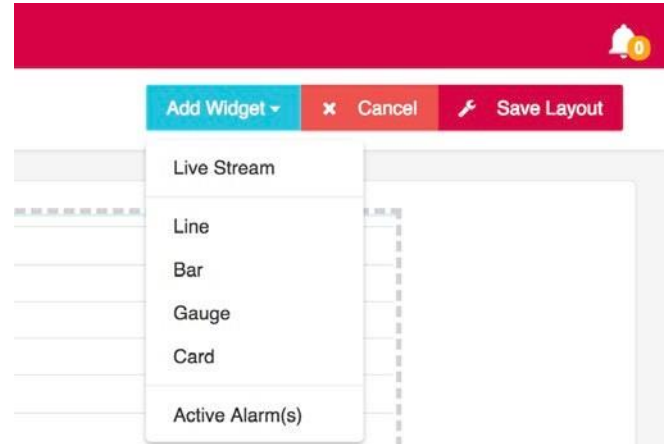 0
Add Widget Cancel Save Layout
Live Stream
Line
Bar
Gauge
Card
Active Alarm(s)